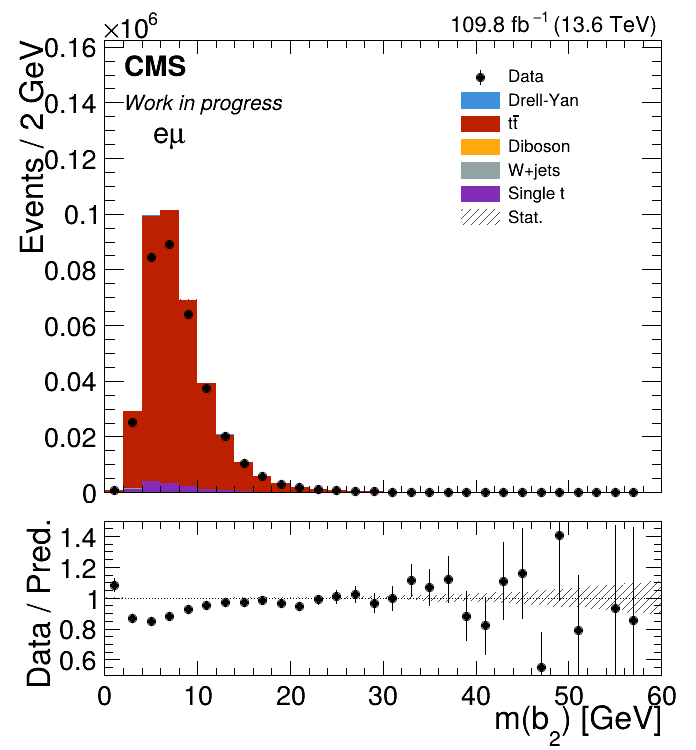 ×10⁶
109.8 fb⁻¹ (13.6 TeV)
CMS
Work in progress
eμ
Data
Drell-Yan
tt̄
Diboson
W+jets
Single t
Stat.
Events / 2 GeV
0.16
0.14
0.12
0.1
0.08
0.06
0.04
0.02
0
Data / Pred.
1.4
1.2
1
0.8
0.6
0 10 20 30 40 50 60
m(b₂) [GeV]